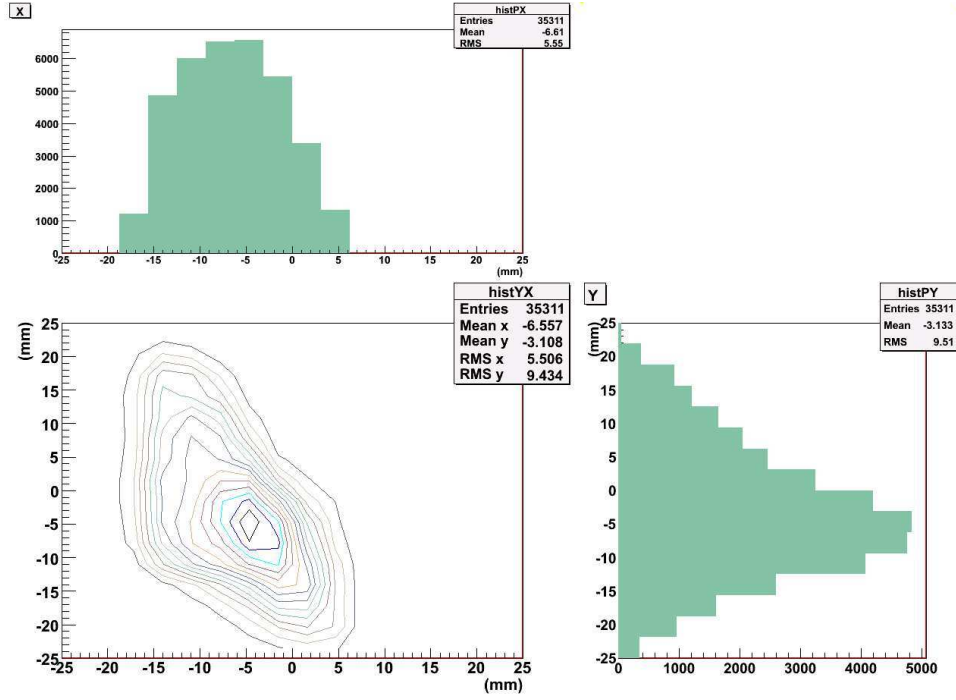 X
histPX
Entries 35311
Mean -6.61
RMS 5.55
6000
5000
4000
3000
2000
1000
0
-25 -20 -15 -10 -5 0 5 10 15 20 25
(mm)
histYX
Entries 35311
Mean x -6.557
Mean y -3.108
RMS x 5.506
RMS y 9.434
(mm)
25
20
15
10
5
0
-5
-10
-15
-20
-25
-25 -20 -15 -10 -5 0 5 10 15 20 25
(mm)
Y
histPY
Entries 35311
Mean -3.133
RMS 9.51
(mm)
25
20
15
10
5
0
-5
-10
-15
-20
-25
0 1000 2000 3000 4000 5000